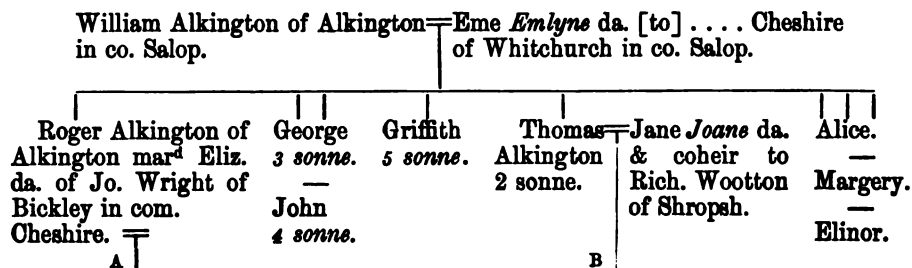 William Alkington of Alkington Eme Emlyne da. [to] . . . . Cheshire
in co. Salop. of Whitchurch in co. Salop.
Roger Alkington of
Alkington marᵈ Eliz.
da. of Jo. Wright of
Bickley in com.
Cheshire.
A
George
3 sonne.
—
John
4 sonne.
Griffith
5 sonne.
Thomas
Alkington
2 sonne.
Jane Joane da.
& coheir to
Rich. Wootton
of Shropsh.
B
Alice.
—
Margery.
—
Elinor.